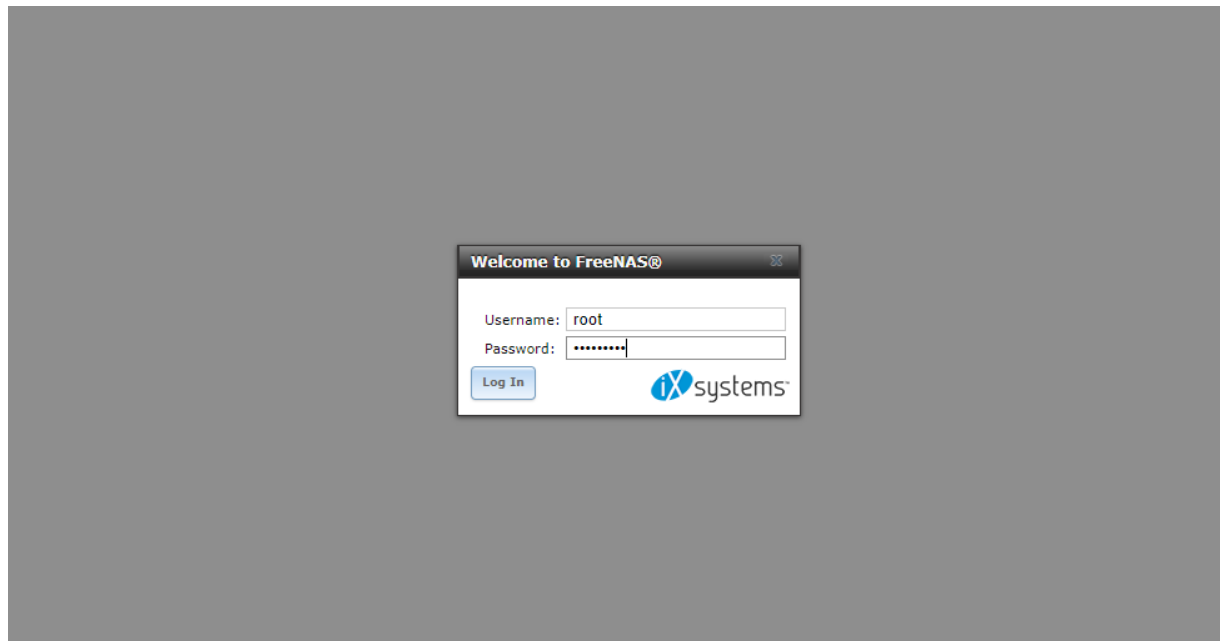 Welcome to FreeNAS®
Username: root
Password: •••••••••
Log In
iXsystems™